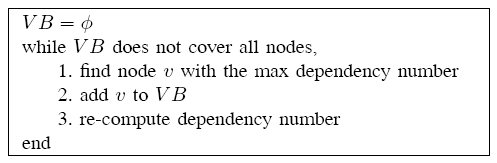 VB = ϕ
while VB does not cover all nodes,
1. find node v with the max dependency number
2. add v to VB
3. re-compute dependency number
end